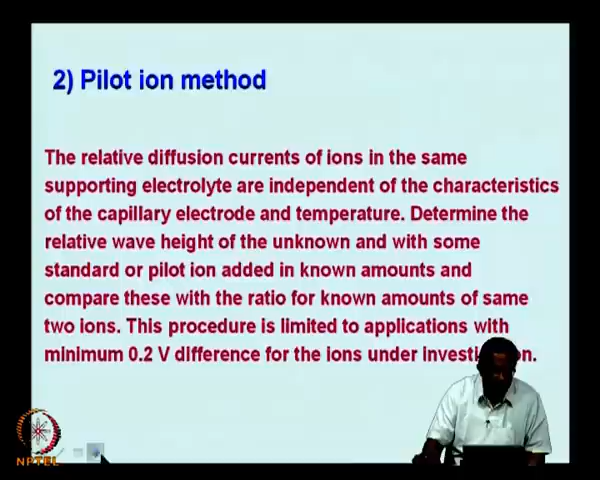 2) Pilot ion method
The relative diffusion currents of ions in the same
supporting electrolyte are independent of the characteristics
of the capillary electrode and temperature. Determine the
relative wave height of the unknown and with some
standard or pilot ion added in known amounts and
compare these with the ratio for known amounts of same
two ions. This procedure is limited to applications with
minimum 0.2 V difference for the ions under
NPTEL